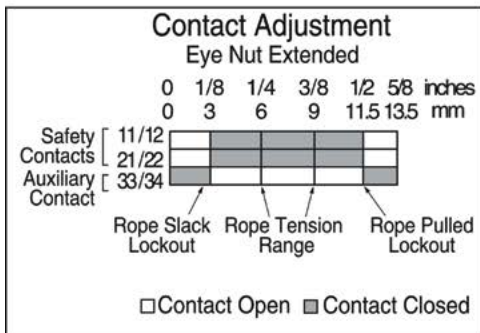 Contact Adjustment
Eye Nut Extended
0 1/8 1/4 3/8 1/2 5/8 inches
0 3 6 9 11.5 13.5 mm
Safety 11/12
Contacts 21/22
Auxiliary 33/34
Contact
Rope Slack Rope Tension Rope Pulled
Lockout Range Lockout
Contact Open Contact Closed